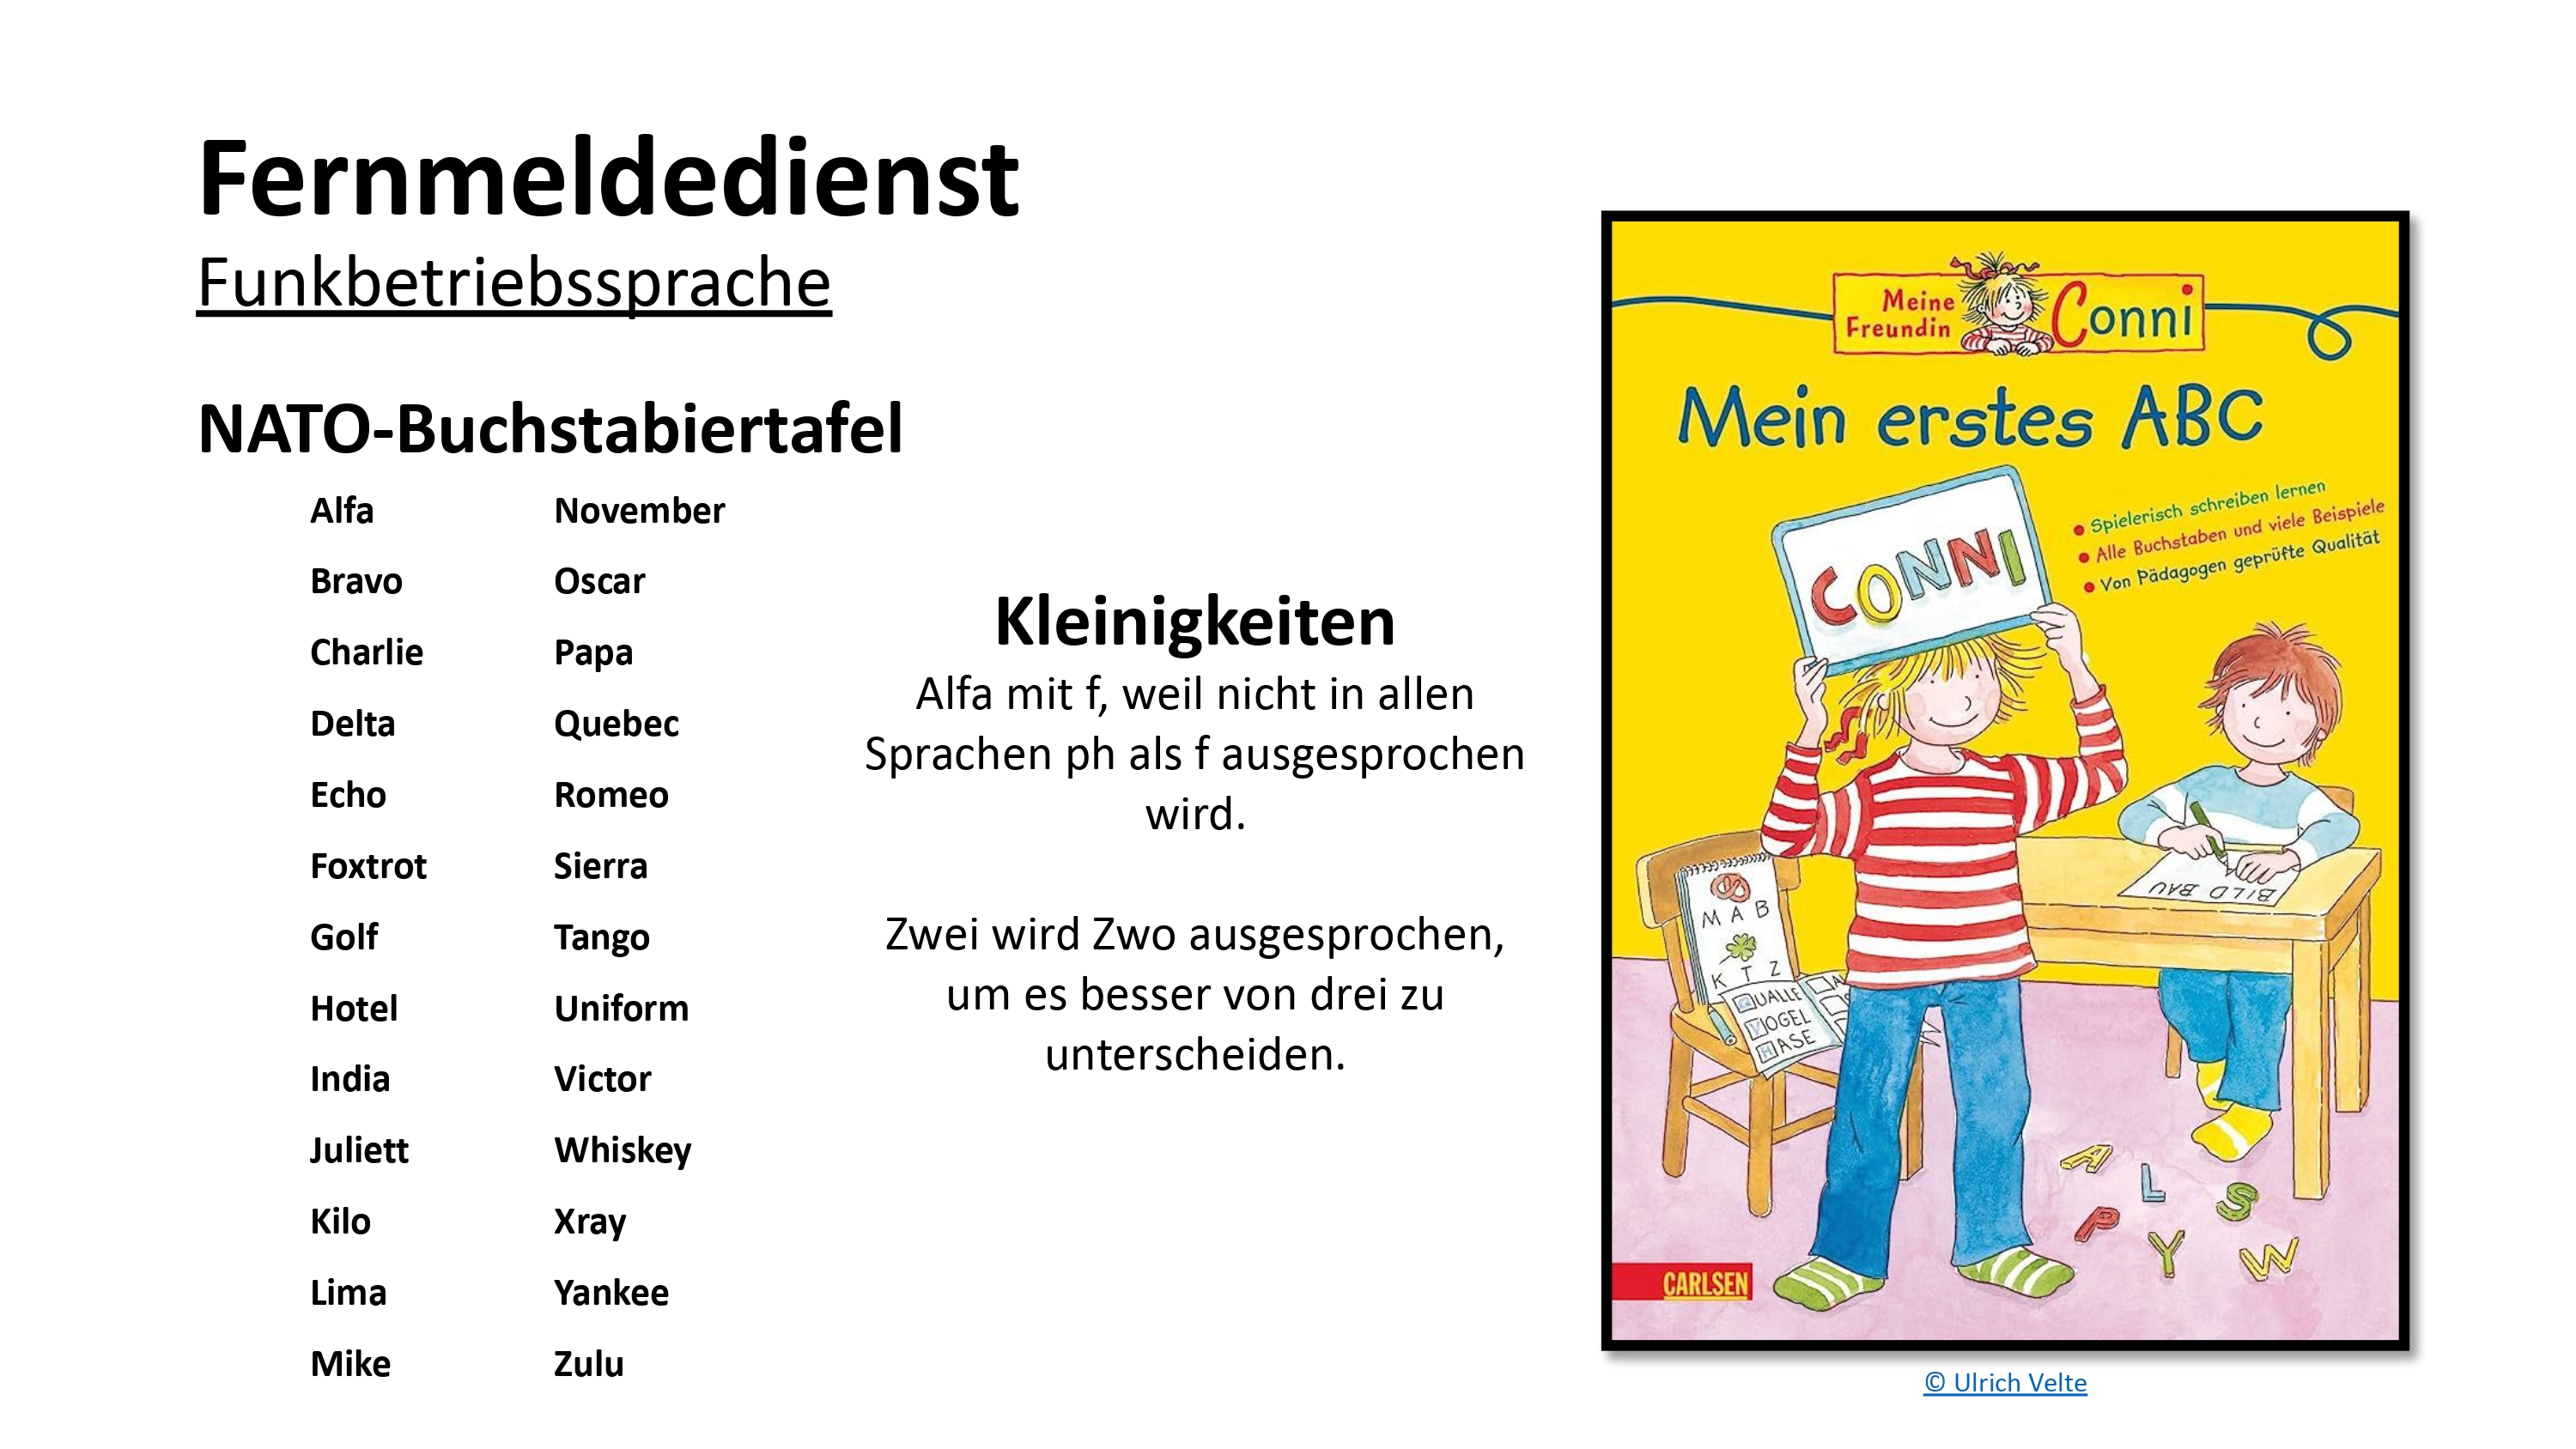 Fernmeldedienst
Funkbetriebssprache
NATO-Buchstabiertafel
Alfa November
Bravo Oscar
Charlie Papa
Delta Quebec
Echo Romeo
Foxtrot Sierra
Golf Tango
Hotel Uniform
India Victor
Juliett Whiskey
Kilo Xray
Lima Yankee
Mike Zulu
Kleinigkeiten
Alfa mit f, weil nicht in allen
Sprachen ph als f ausgesprochen
wird.
Zwei wird Zwo ausgesprochen,
um es besser von drei zu
unterscheiden.
Meine
Freundin
Conni
Mein erstes ABC
Spielerisch schreiben lernen
Alle Buchstaben und viele Beispiele
Von Pädagogen geprüfte Qualität
CONNI
BILD BAU
M A B
K T Z
QUALLE
VOGEL
HASE
A L S
P Y W
CARLSEN
© Ulrich Velte